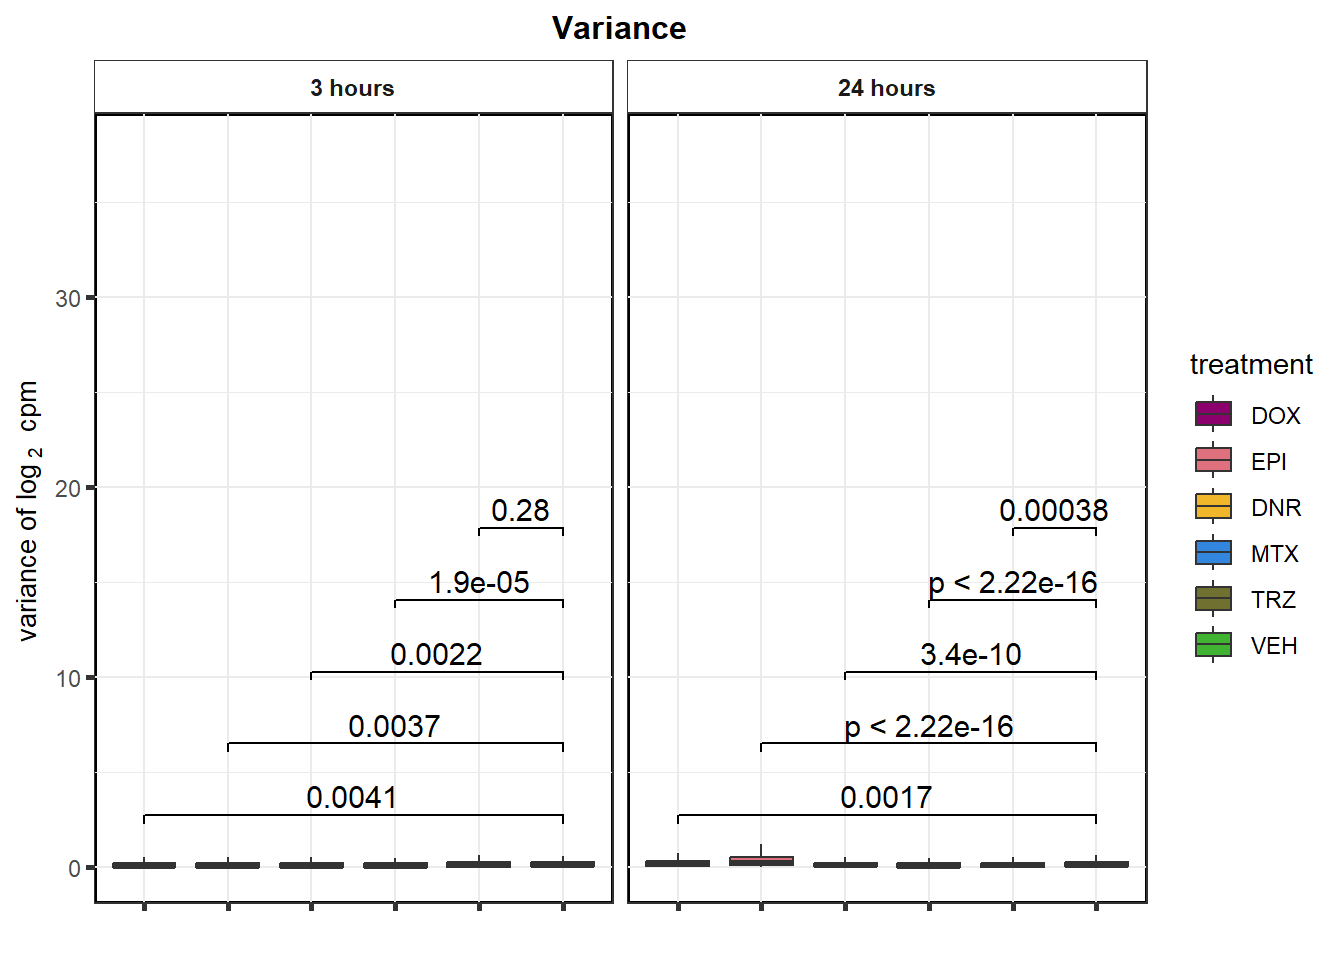 Variance
3 hours
24 hours
variance of log 2 cpm
30
20
10
0
0.28
1.9e-05
0.0022
0.0037
0.0041
0.00038
p < 2.22e-16
3.4e-10
p < 2.22e-16
0.0017
treatment
DOX
EPI
DNR
MTX
TRZ
VEH